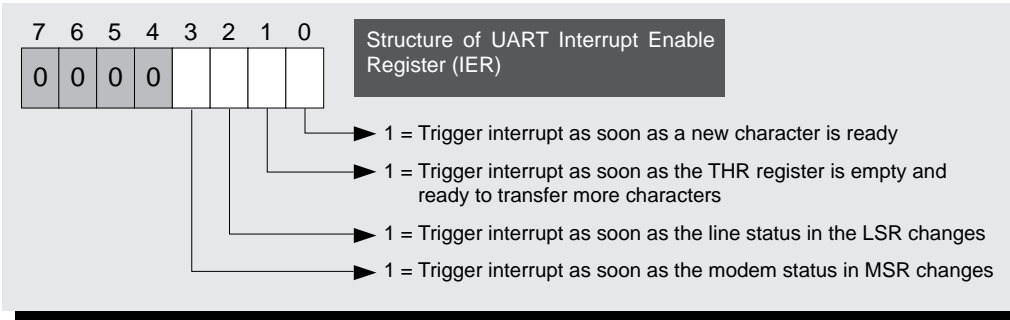 7 6 5 4 3 2 1 0
0 0 0 0
Structure of UART Interrupt Enable
Register (IER)
1 = Trigger interrupt as soon as a new character is ready
1 = Trigger interrupt as soon as the THR register is empty and
ready to transfer more characters
1 = Trigger interrupt as soon as the line status in the LSR changes
1 = Trigger interrupt as soon as the modem status in MSR changes